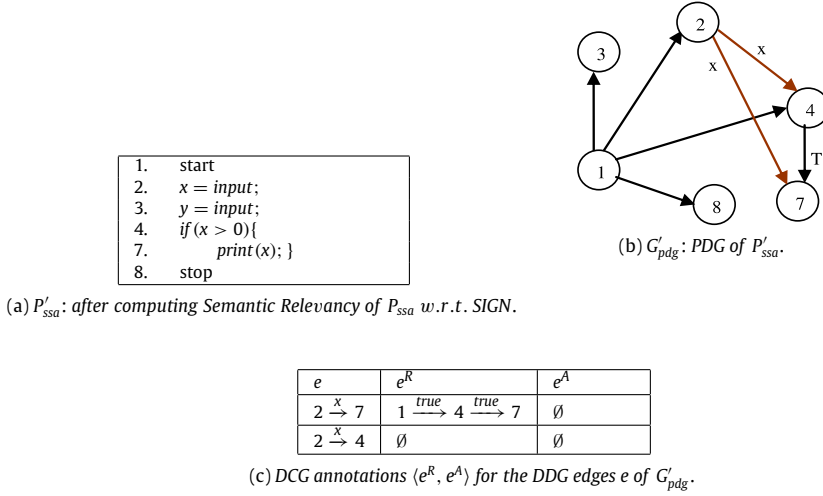 1. start
2. x = input;
3. y = input;
4. if(x > 0){
7. print(x); }
8. stop
(a) P′ssa: after computing Semantic Relevancy of Pssa w.r.t. SIGN.
2
3
x
x
4
1
T
8
7
(b) G′pdg: PDG of P′ssa.
e eR eA
2 x→ 7 1 true→ 4 true→ 7 ∅
2 x→ 4 ∅ ∅
(c) DCG annotations ⟨eR, eA⟩ for the DDG edges e of G′pdg.